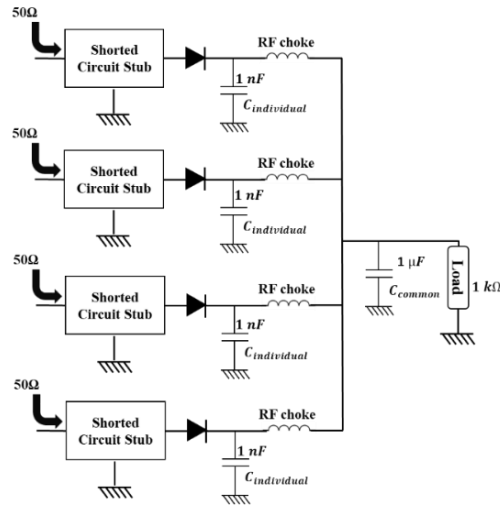 50Ω
Shorted
Circuit Stub
RF choke
1 nF
C_individual
50Ω
Shorted
Circuit Stub
RF choke
1 nF
C_individual
50Ω
Shorted
Circuit Stub
RF choke
1 nF
C_individual
50Ω
Shorted
Circuit Stub
RF choke
1 nF
C_individual
1 μF
C_common
Load
1 kΩ